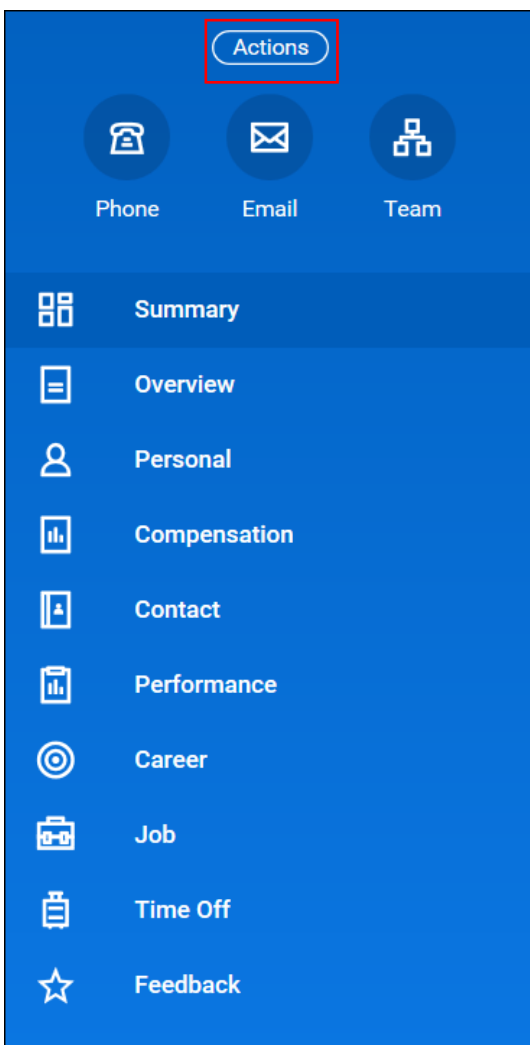 Actions
Phone Email Team
Summary
Overview
Personal
Compensation
Contact
Performance
Career
Job
Time Off
Feedback